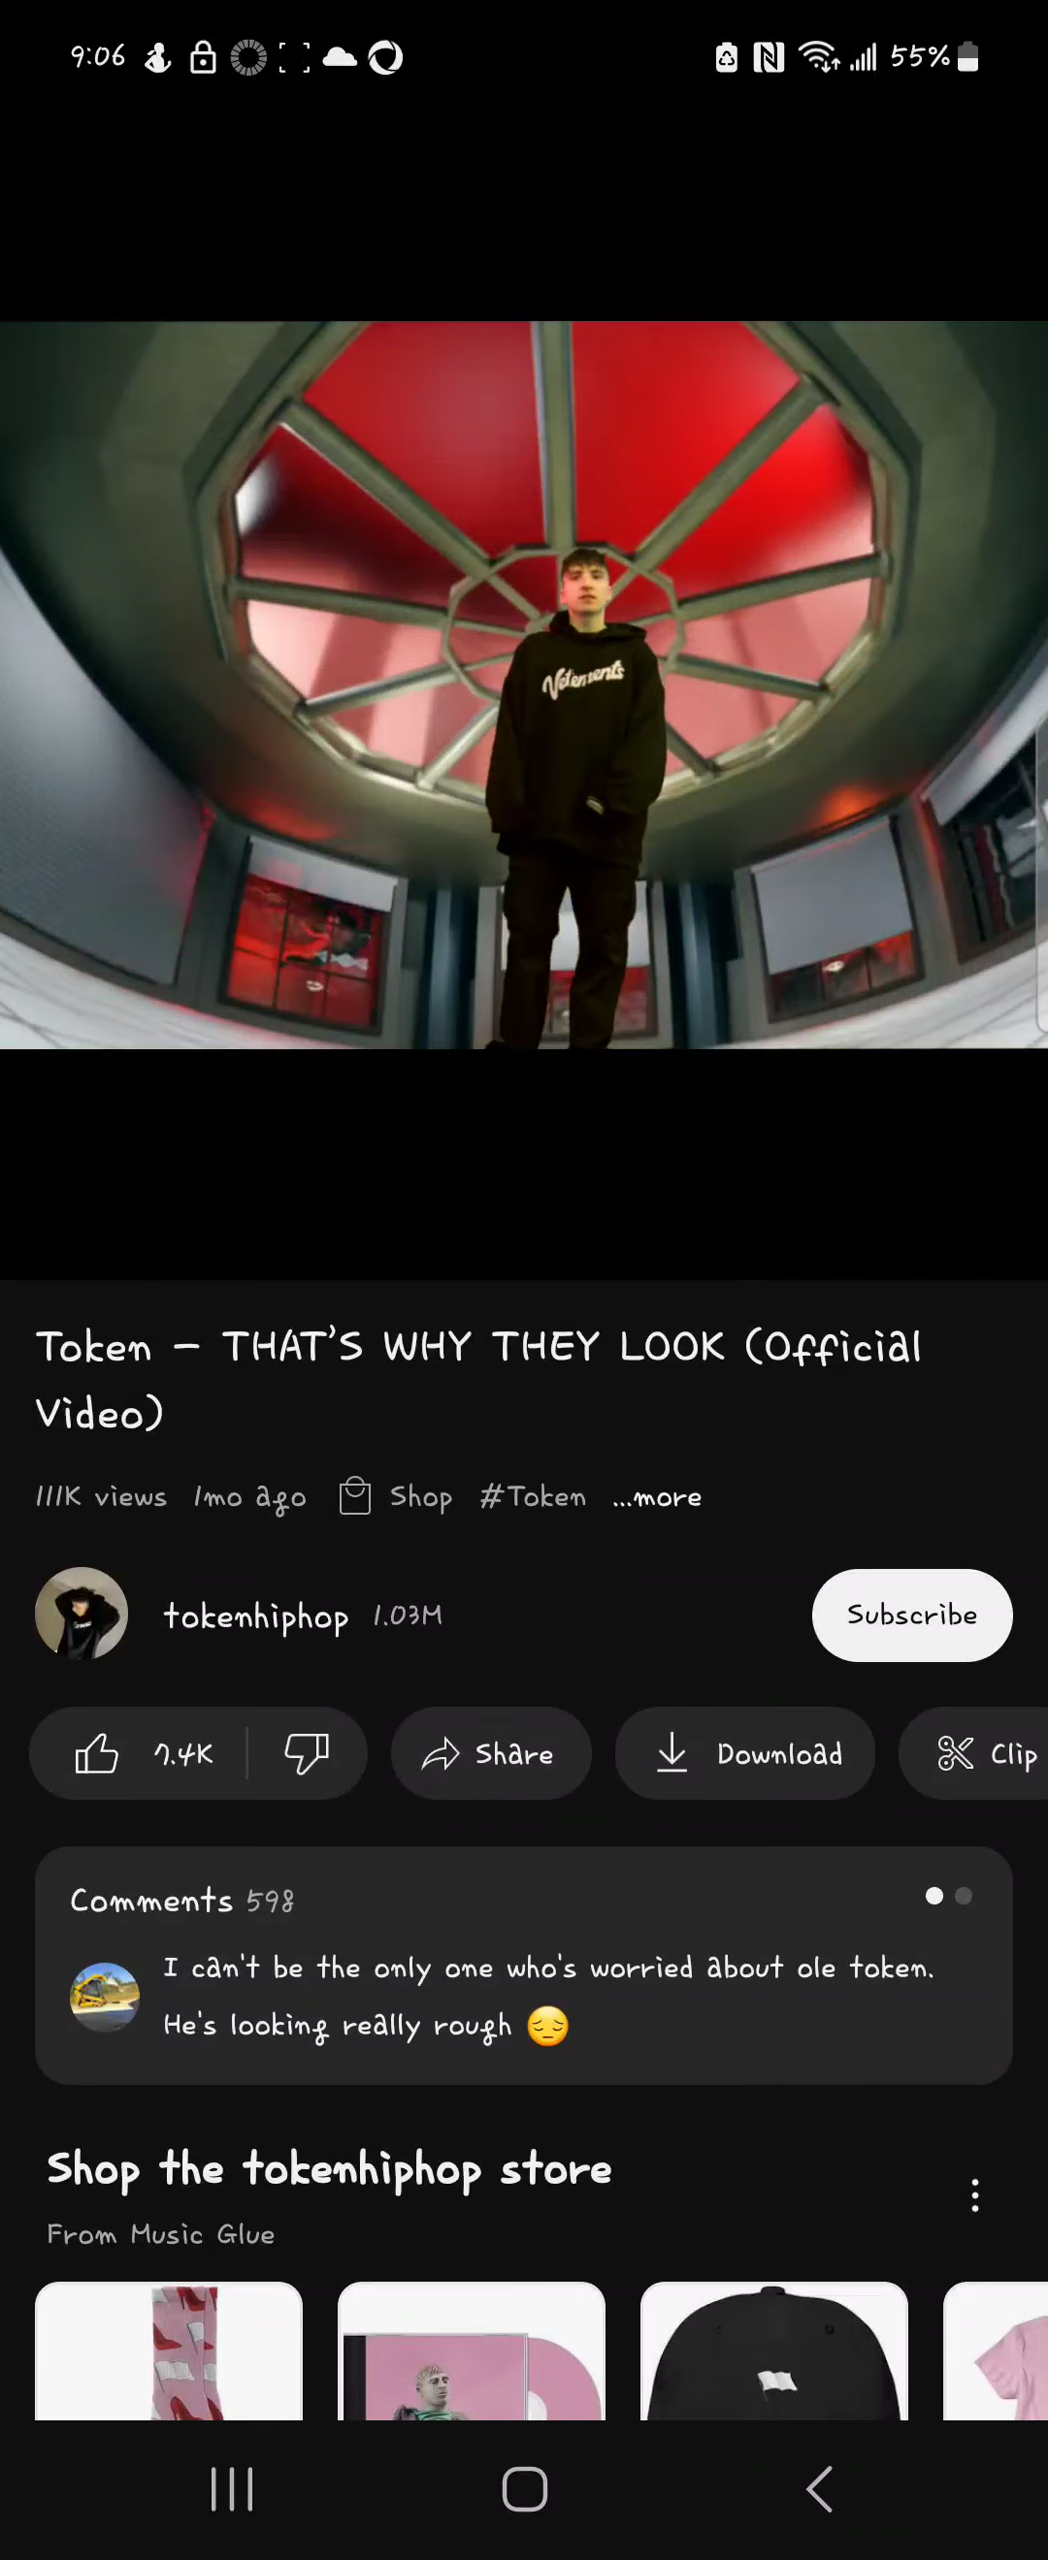 9:06
55%
Vetements
Token – THAT'S WHY THEY LOOK (Official
Video)
111K views 1mo ago Shop #Token ...more
tokenhiphop 1.03M
Subscribe
7.4K Share Download Clip
Comments 598
I can't be the only one who's worried about ole token.
He's looking really rough 😔
Shop the tokenhiphop store
From Music Glue